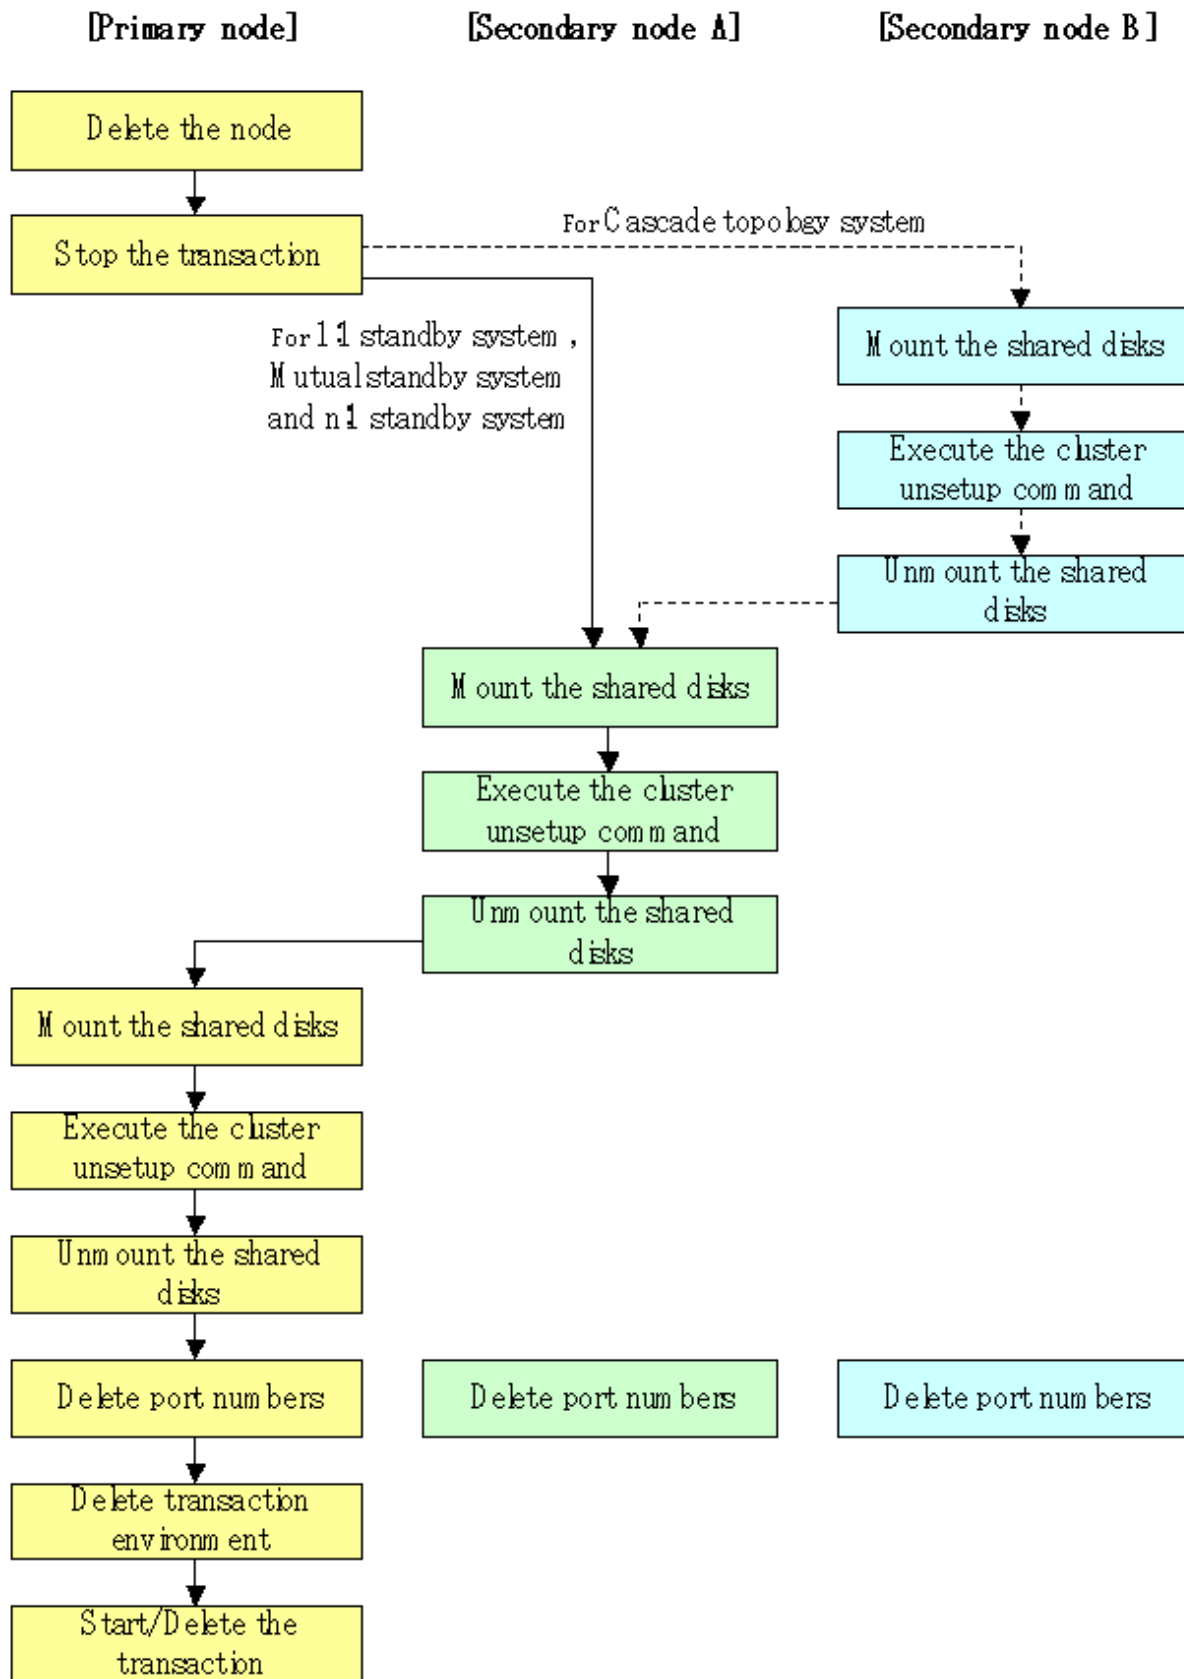 [Primary node] [Secondary node A] [Secondary node B]
Delete the node
Stop the transaction
For Cascade topology system
For 1:1 standby system,
Mutual standby system
and n:1 standby system
Mount the shared disks
Execute the cluster
unsetup command
Unmount the shared
disks
Mount the shared disks
Execute the cluster
unsetup command
Unmount the shared
disks
Mount the shared disks
Execute the cluster
unsetup command
Unmount the shared
disks
Delete port numbers Delete port numbers Delete port numbers
Delete transaction
environment
Start/Delete the
transaction